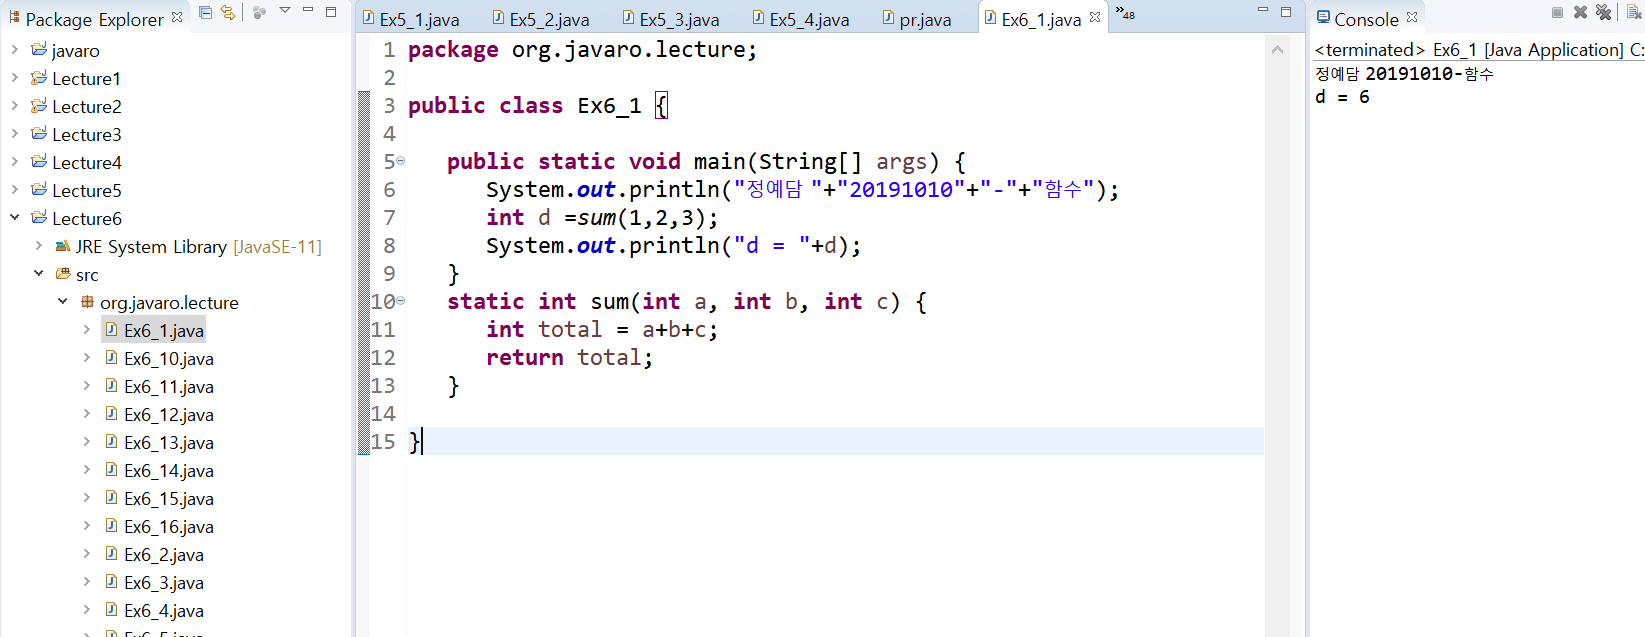 Package Explorer
javaro
Lecture1
Lecture2
Lecture3
Lecture4
Lecture5
Lecture6
JRE System Library [JavaSE-11]
src
org.javaro.lecture
Ex6_1.java
Ex6_10.java
Ex6_11.java
Ex6_12.java
Ex6_13.java
Ex6_14.java
Ex6_15.java
Ex6_16.java
Ex6_2.java
Ex6_3.java
Ex6_4.java
Ex5_1.java Ex5_2.java Ex5_3.java Ex5_4.java pr.java Ex6_1.java »48
1 package org.javaro.lecture;
2
3 public class Ex6_1 {
4
5 public static void main(String[] args) {
6 System.out.println("정예담 "+"20191010"+"-"+"함수");
7 int d =sum(1,2,3);
8 System.out.println("d = "+d);
9 }
10 static int sum(int a, int b, int c) {
11 int total = a+b+c;
12 return total;
13 }
14
15 }
Console
<terminated> Ex6_1 [Java Application] C:
정예담 20191010-함수
d = 6